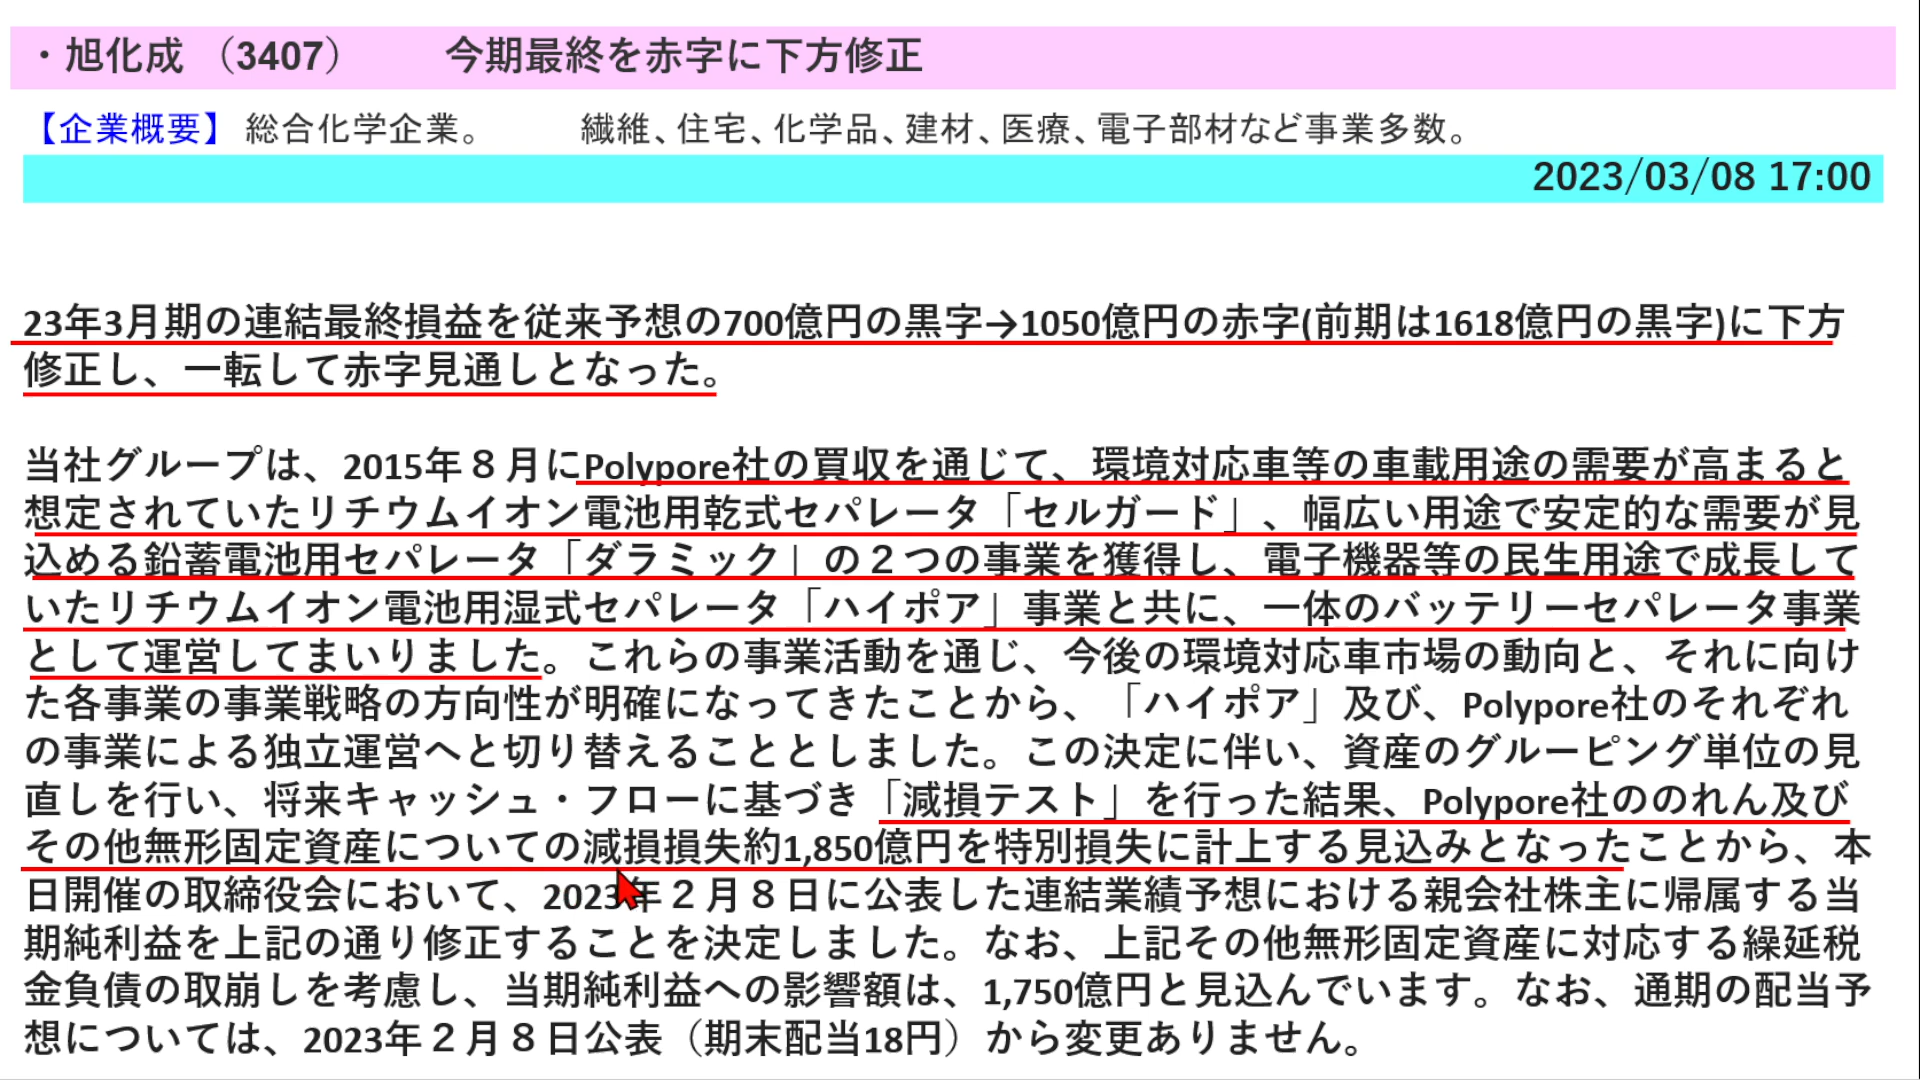 ・旭化成 （3407） 今期最終を赤字に下方修正
【企業概要】 総合化学企業。 繊維、住宅、化学品、建材、医療、電子部材など事業多数。
2023/03/08 17:00
23年3月期の連結最終損益を従来予想の700億円の黒字→1050億円の赤字(前期は1618億円の黒字)に下方
修正し、一転して赤字見通しとなった。
当社グループは、2015年８月にPolypore社の買収を通じて、環境対応車等の車載用途の需要が高まると
想定されていたリチウムイオン電池用乾式セパレータ「セルガード」、幅広い用途で安定的な需要が見
込める鉛蓄電池用セパレータ「ダラミック」の２つの事業を獲得し、電子機器等の民生用途で成長して
いたリチウムイオン電池用湿式セパレータ「ハイポア」事業と共に、一体のバッテリーセパレータ事業
として運営してまいりました。これらの事業活動を通じ、今後の環境対応車市場の動向と、それに向け
た各事業の事業戦略の方向性が明確になってきたことから、「ハイポア」及び、Polypore社のそれぞれ
の事業による独立運営へと切り替えることとしました。この決定に伴い、資産のグルーピング単位の見
直しを行い、将来キャッシュ・フローに基づき「減損テスト」を行った結果、Polypore社ののれん及び
その他無形固定資産についての減損損失約1,850億円を特別損失に計上する見込みとなったことから、本
日開催の取締役会において、2023年２月８日に公表した連結業績予想における親会社株主に帰属する当
期純利益を上記の通り修正することを決定しました。なお、上記その他無形固定資産に対応する繰延税
金負債の取崩しを考慮し、当期純利益への影響額は、1,750億円と見込んでいます。なお、通期の配当予
想については、2023年２月８日公表（期末配当18円）から変更ありません。